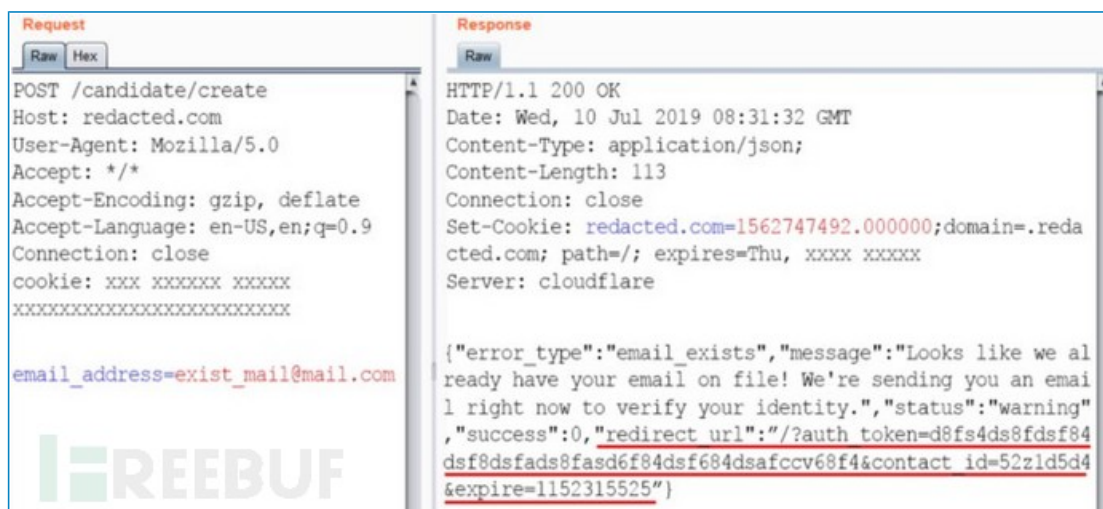 Request
Raw Hex
POST /candidate/create
Host: redacted.com
User-Agent: Mozilla/5.0
Accept: */*
Accept-Encoding: gzip, deflate
Accept-Language: en-US,en;q=0.9
Connection: close
cookie: xxx xxxxxx xxxxx
xxxxxxxxxxxxxxxxxxxxxxxx
email_address=exist_mail@mail.com
REEBUF
Response
Raw
HTTP/1.1 200 OK
Date: Wed, 10 Jul 2019 08:31:32 GMT
Content-Type: application/json;
Content-Length: 113
Connection: close
Set-Cookie: redacted.com=1562747492.000000;domain=.reda
cted.com; path=/; expires=Thu, xxxx xxxxx
Server: cloudflare
{"error_type":"email_exists","message":"Looks like we al
ready have your email on file! We're sending you an emai
l right now to verify your identity.","status":"warning"
,"success":0,"redirect_url":"/?auth_token=d8fs4ds8fdsf84
dsf8dsfads8fasd6f84dsf684dsafccv68f4&contact_id=52z1d5d4
&expire=1152315525"}